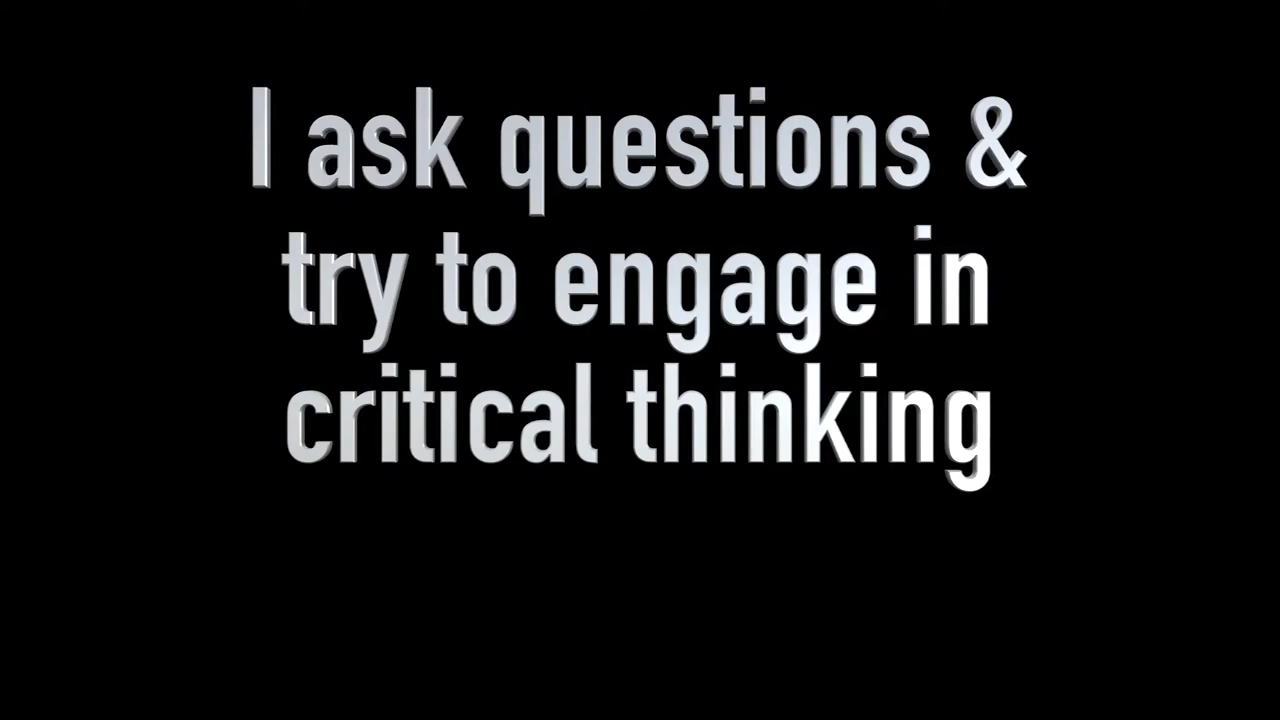 I ask questions &
try to engage in
critical thinking